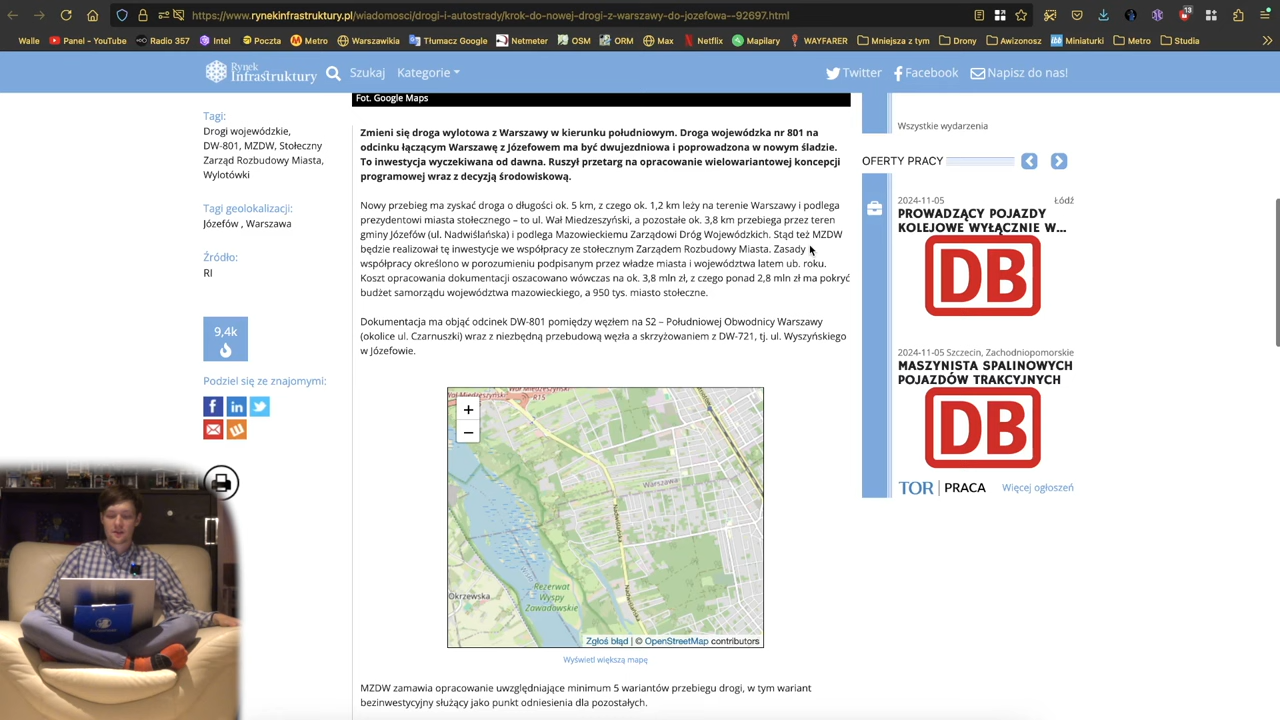 https://www.rynekinfrastruktury.pl/wiadomosci/drogi-i-autostrady/krok-do-nowej-drogi-z-warszawy-do-jozefowa--92697.html
13
Walle Panel - YouTube Radio 357 Intel Poczta Metro Warszawikia Tłumacz Google Netmeter OSM ORM Max Netflix Mapilary WAYFARER Mniejsza z tym Drony Awizonosz Miniaturki Metro Studia
Rynek Infrastruktury Szukaj Kategorie Twitter Facebook Napisz do nas!
Fot. Google Maps
Tagi:
Drogi wojewódzkie,
DW-801, MZDW, Stołeczny
Zarząd Rozbudowy Miasta,
Wylotówki
Tagi geolokalizacji:
Józefów , Warszawa
Źródło:
RI
9,4k
Podziel się ze znajomymi:
Zmieni się droga wylotowa z Warszawy w kierunku południowym. Droga wojewódzka nr 801 na
odcinku łączącym Warszawę z Józefowem ma być dwujezdniowa i poprowadzona w nowym śladzie.
To inwestycja wyczekiwana od dawna. Ruszył przetarg na opracowanie wielowariantowej koncepcji
programowej wraz z decyzją środowiskową.
Nowy przebieg ma zyskać droga o długości ok. 5 km, z czego ok. 1,2 km leży na terenie Warszawy i podlega
prezydentowi miasta stołecznego – to ul. Wał Miedzeszyński, a pozostałe ok. 3,8 km przebiega przez teren
gminy Józefów (ul. Nadwiślańska) i podlega Mazowieckiemu Zarządowi Dróg Wojewódzkich. Stąd też MZDW
będzie realizował tę inwestycje we współpracy ze stołecznym Zarządem Rozbudowy Miasta. Zasady
współpracy określono w porozumieniu podpisanym przez władze miasta i województwa latem ub. roku.
Koszt opracowania dokumentacji oszacowano wówczas na ok. 3,8 mln zł, z czego ponad 2,8 mln zł ma pokryć
budżet samorządu województwa mazowieckiego, a 950 tys. miasto stołeczne.
Dokumentacja ma objąć odcinek DW-801 pomiędzy węzłem na S2 – Południowej Obwodnicy Warszawy
(okolice ul. Czarnuszki) wraz z niezbędną przebudową węzła a skrzyżowaniem z DW-721, tj. ul. Wyszyńskiego
w Józefowie.
+
−
Wał Miedzeszyński
R15
Warszawa
Nadwiślańska
Nadwiślańska
Rezerwat
Wyspy
Zawadowskie
Okrzewska
Zgłoś błąd | © OpenStreetMap contributors
Wyświetl większą mapę
MZDW zamawia opracowanie uwzględniające minimum 5 wariantów przebiegu drogi, w tym wariant
bezinwestycyjny służący jako punkt odniesienia dla pozostałych.
Wszystkie wydarzenia
OFERTY PRACY
2024-11-05 Łódź
PROWADZĄCY POJAZDY
KOLEJOWE WYŁĄCZNIE W...
DB
2024-11-05 Szczecin, Zachodniopomorskie
MASZYNISTA SPALINOWYCH
POJAZDÓW TRAKCYJNYCH
DB
TOR | PRACA Więcej ogłoszeń